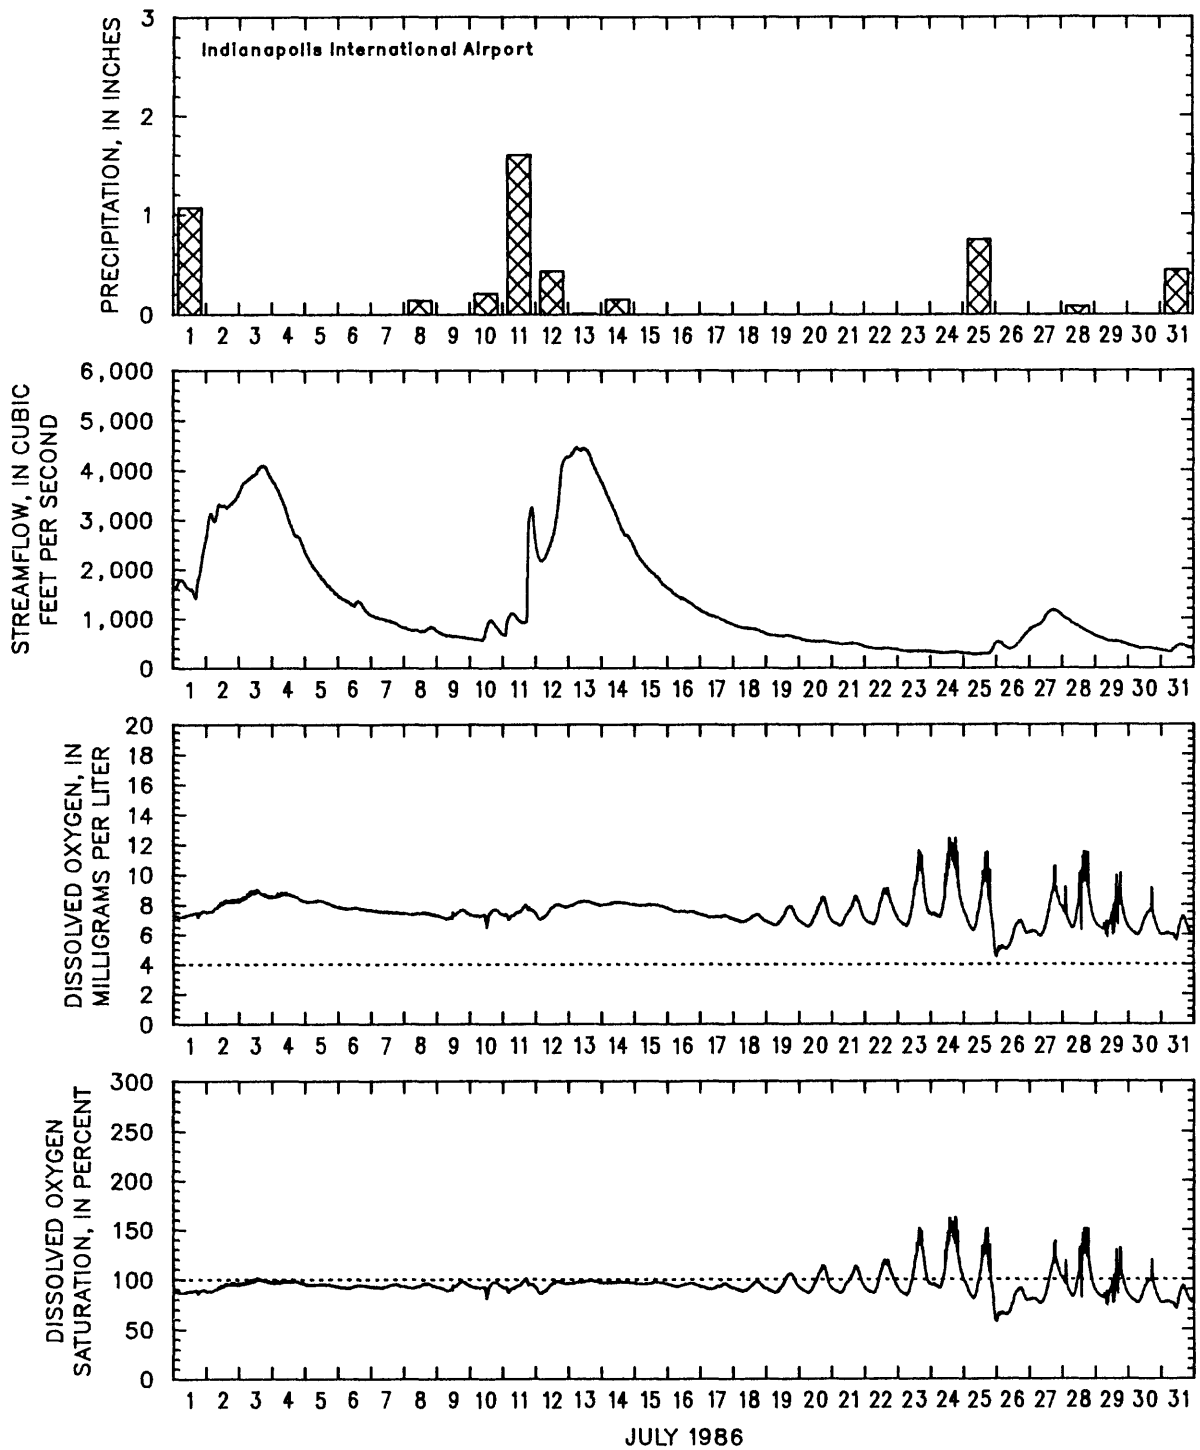 PRECIPITATION, IN INCHES
3
2
1
0
Indianapolis International Airport
1 2 3 4 5 6 7 8 9 10 11 12 13 14 15 16 17 18 19 20 21 22 23 24 25 26 27 28 29 30 31
STREAMFLOW, IN CUBIC
FEET PER SECOND
6,000
5,000
4,000
3,000
2,000
1,000
0
1 2 3 4 5 6 7 8 9 10 11 12 13 14 15 16 17 18 19 20 21 22 23 24 25 26 27 28 29 30 31
DISSOLVED OXYGEN, IN
MILLIGRAMS PER LITER
20
18
16
14
12
10
8
6
4
2
0
1 2 3 4 5 6 7 8 9 10 11 12 13 14 15 16 17 18 19 20 21 22 23 24 25 26 27 28 29 30 31
DISSOLVED OXYGEN
SATURATION, IN PERCENT
300
250
200
150
100
50
0
1 2 3 4 5 6 7 8 9 10 11 12 13 14 15 16 17 18 19 20 21 22 23 24 25 26 27 28 29 30 31
JULY 1986